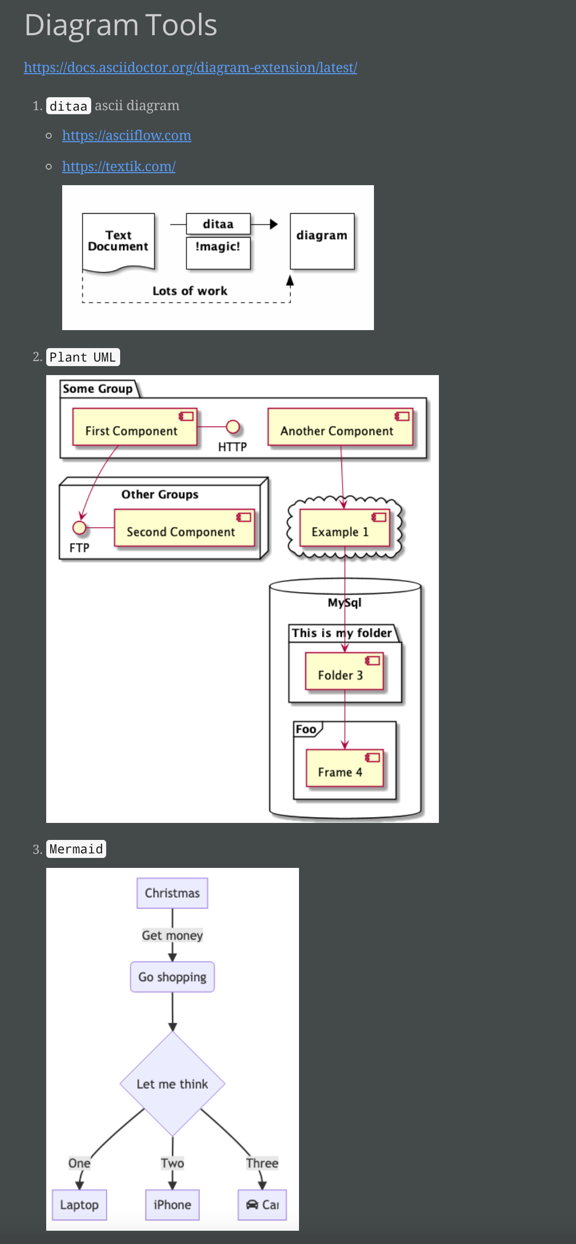 Diagram Tools
https://docs.asciidoctor.org/diagram-extension/latest/
1. ditaa ascii diagram
https://asciiflow.com
https://textik.com/
Text
Document
ditaa
!magic!
diagram
Lots of work
2. Plant UML
Some Group
First Component
HTTP
Another Component
Other Groups
FTP
Second Component
Example 1
MySql
This is my folder
Folder 3
Foo
Frame 4
3. Mermaid
Christmas
Get money
Go shopping
Let me think
One
Two
Three
Laptop
iPhone
Car